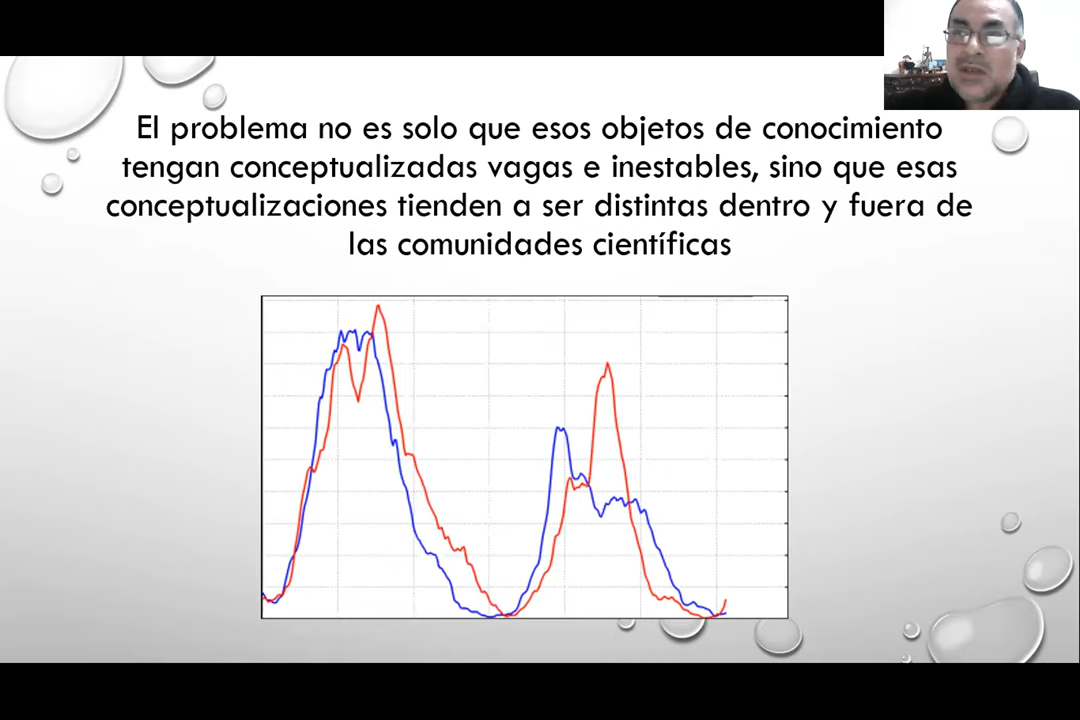 El problema no es solo que esos objetos de conocimiento
tengan conceptualizadas vagas e inestables, sino que esas
conceptualizaciones tienden a ser distintas dentro y fuera de
las comunidades científicas